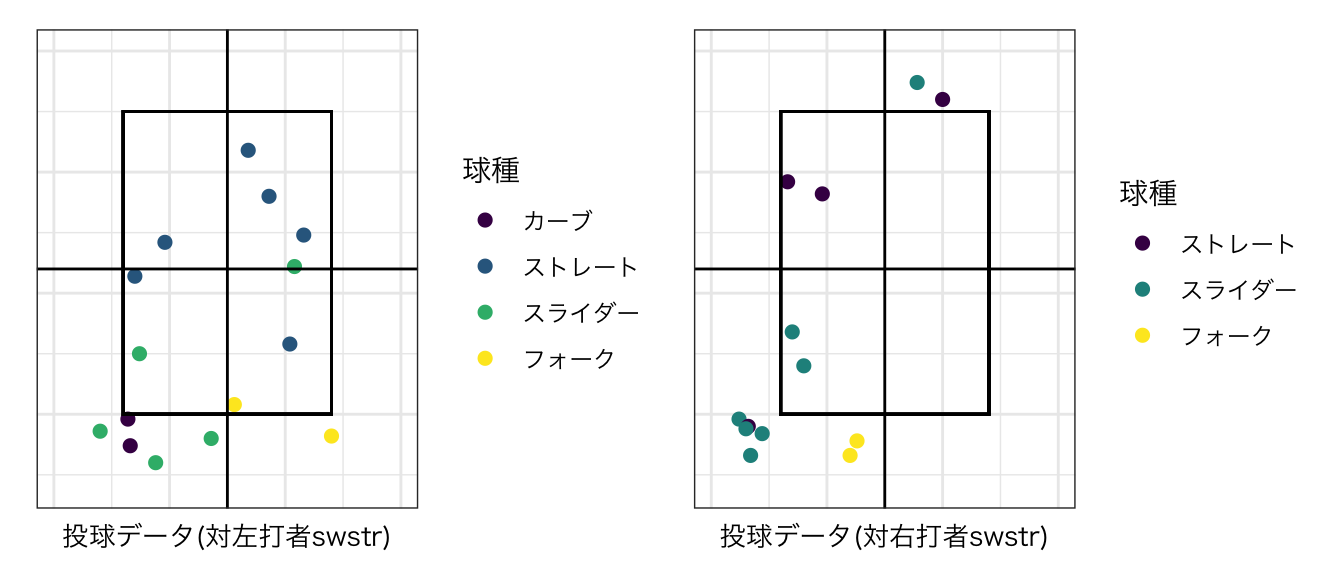 球種
カーブ
ストレート
スライダー
フォーク
投球データ(対左打者swstr)
球種
ストレート
スライダー
フォーク
投球データ(対右打者swstr)